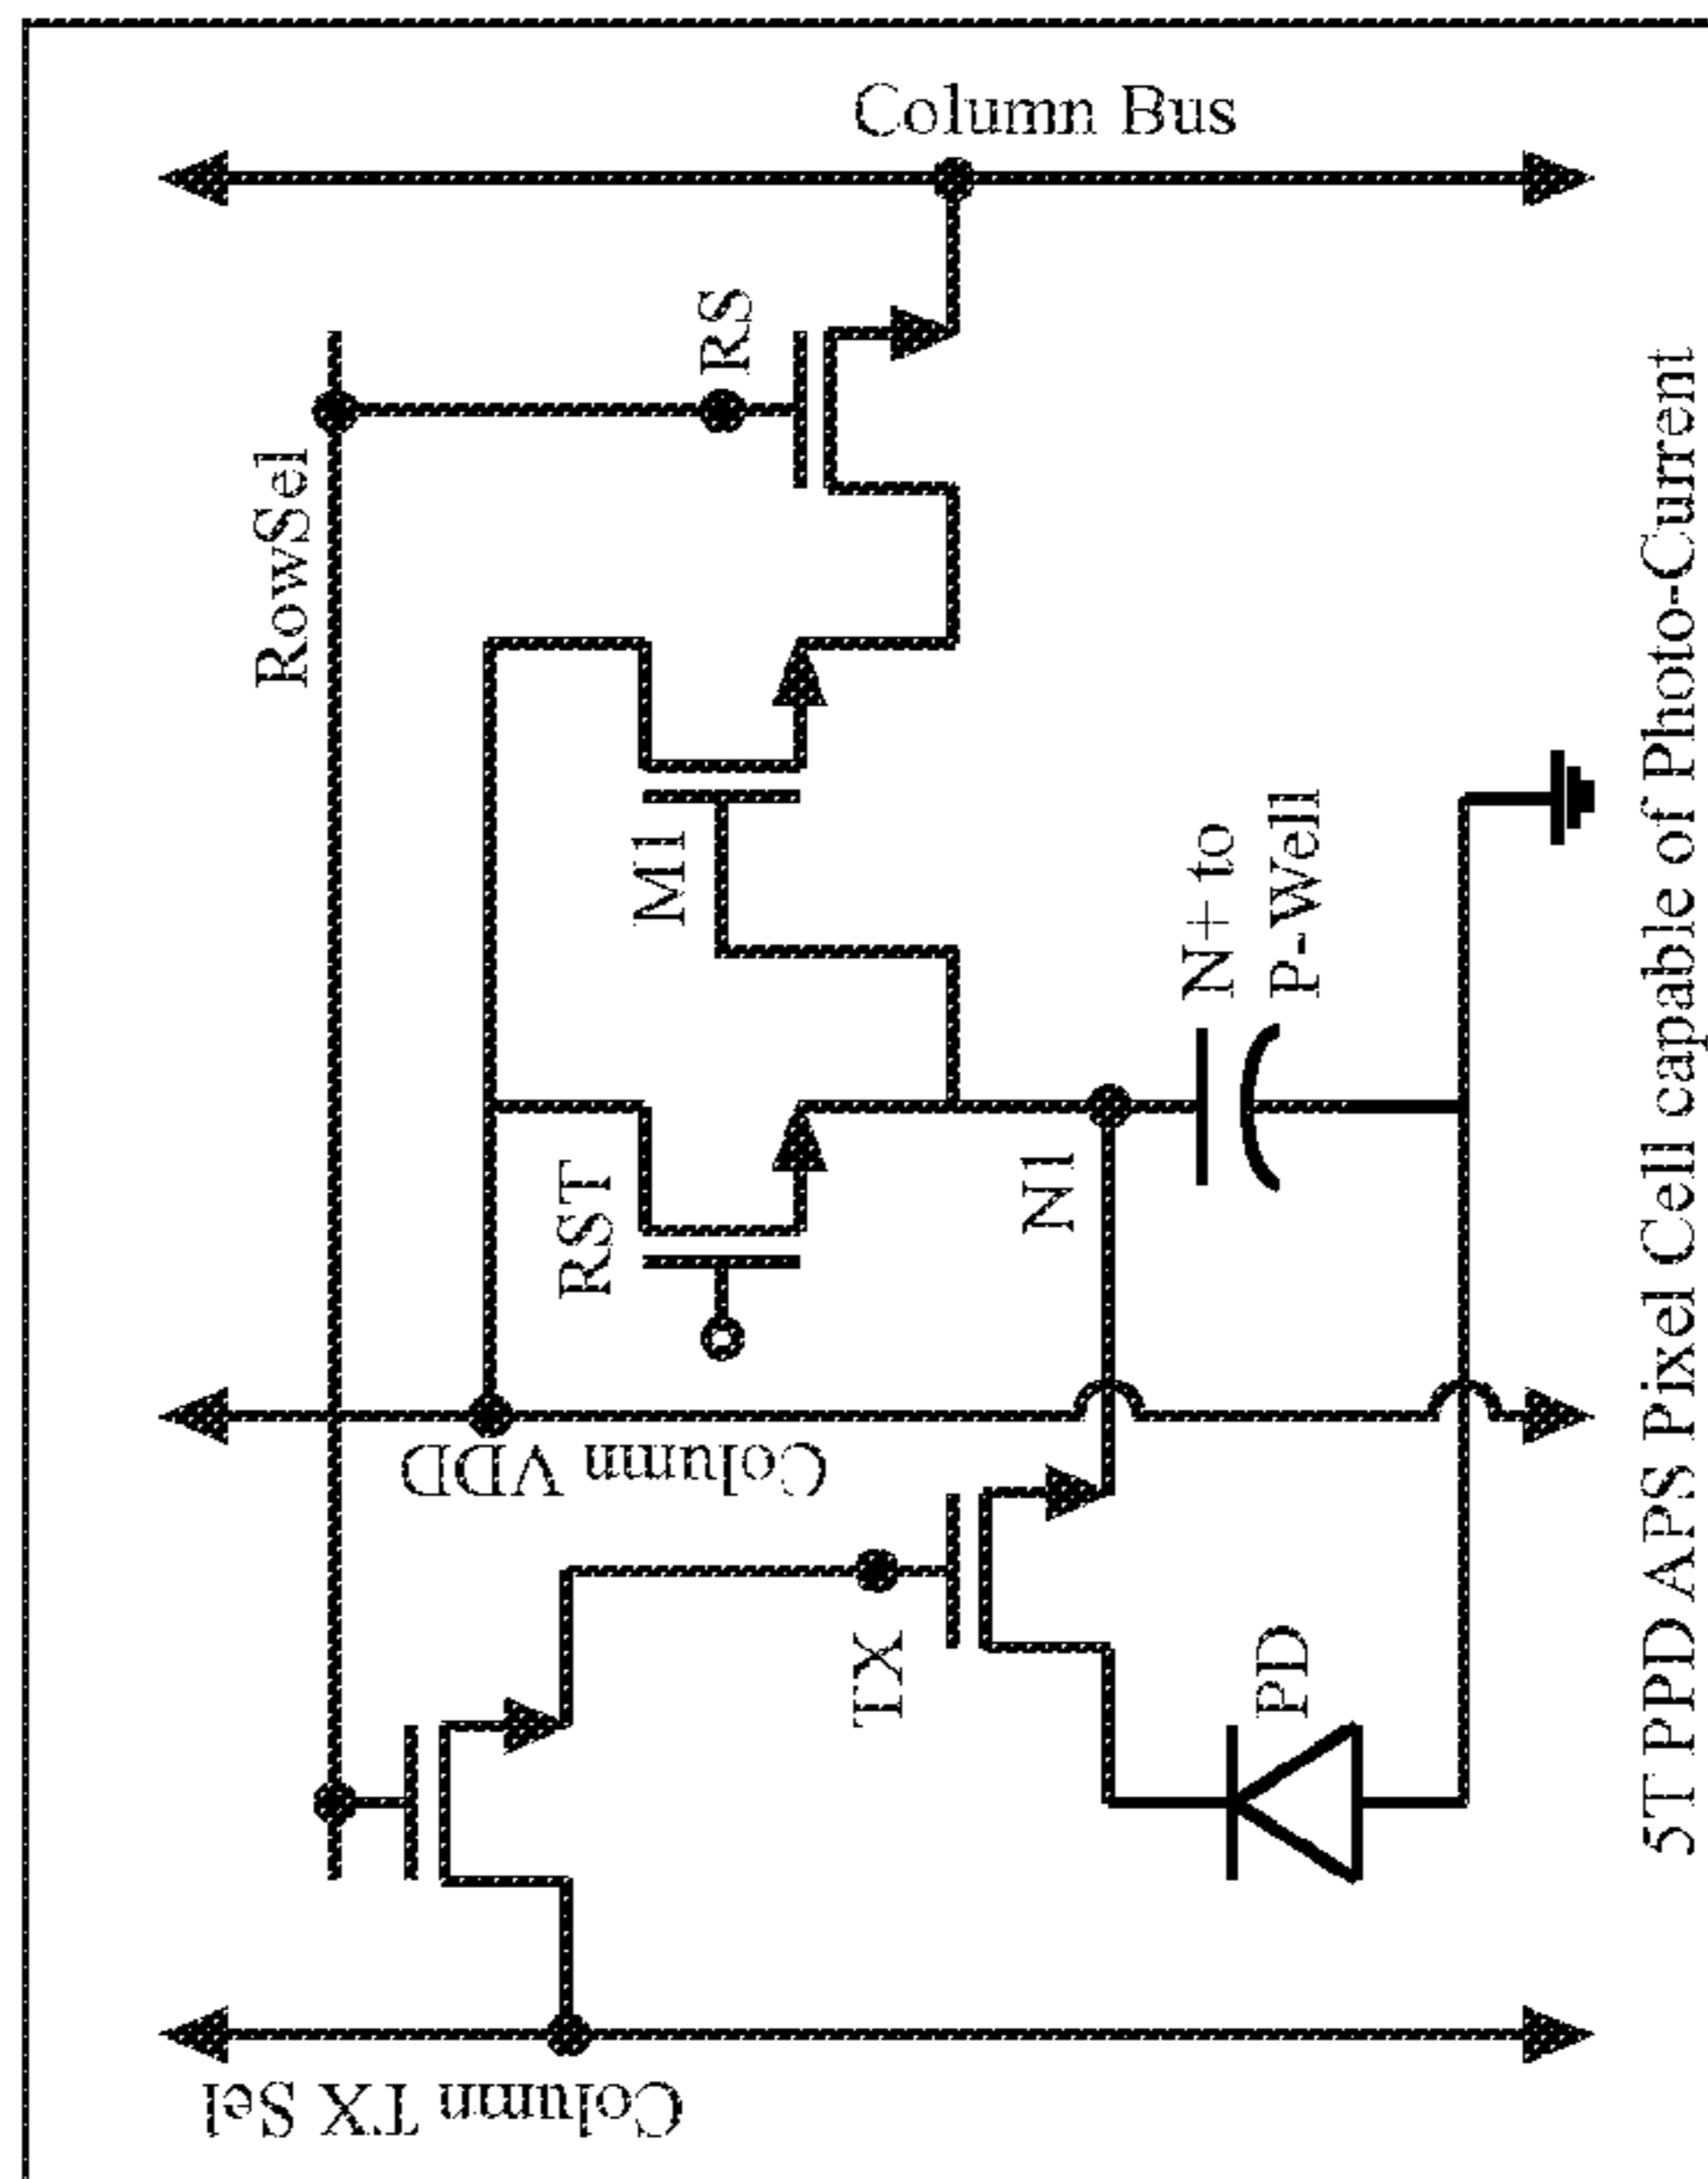 Column TX Sel
Column VDD
RowSel
Column Bus
RST
M1
RS
TX
N1
PD
N+ to
P-Well
5T PPD APS Pixel Cell capable of Photo-Current